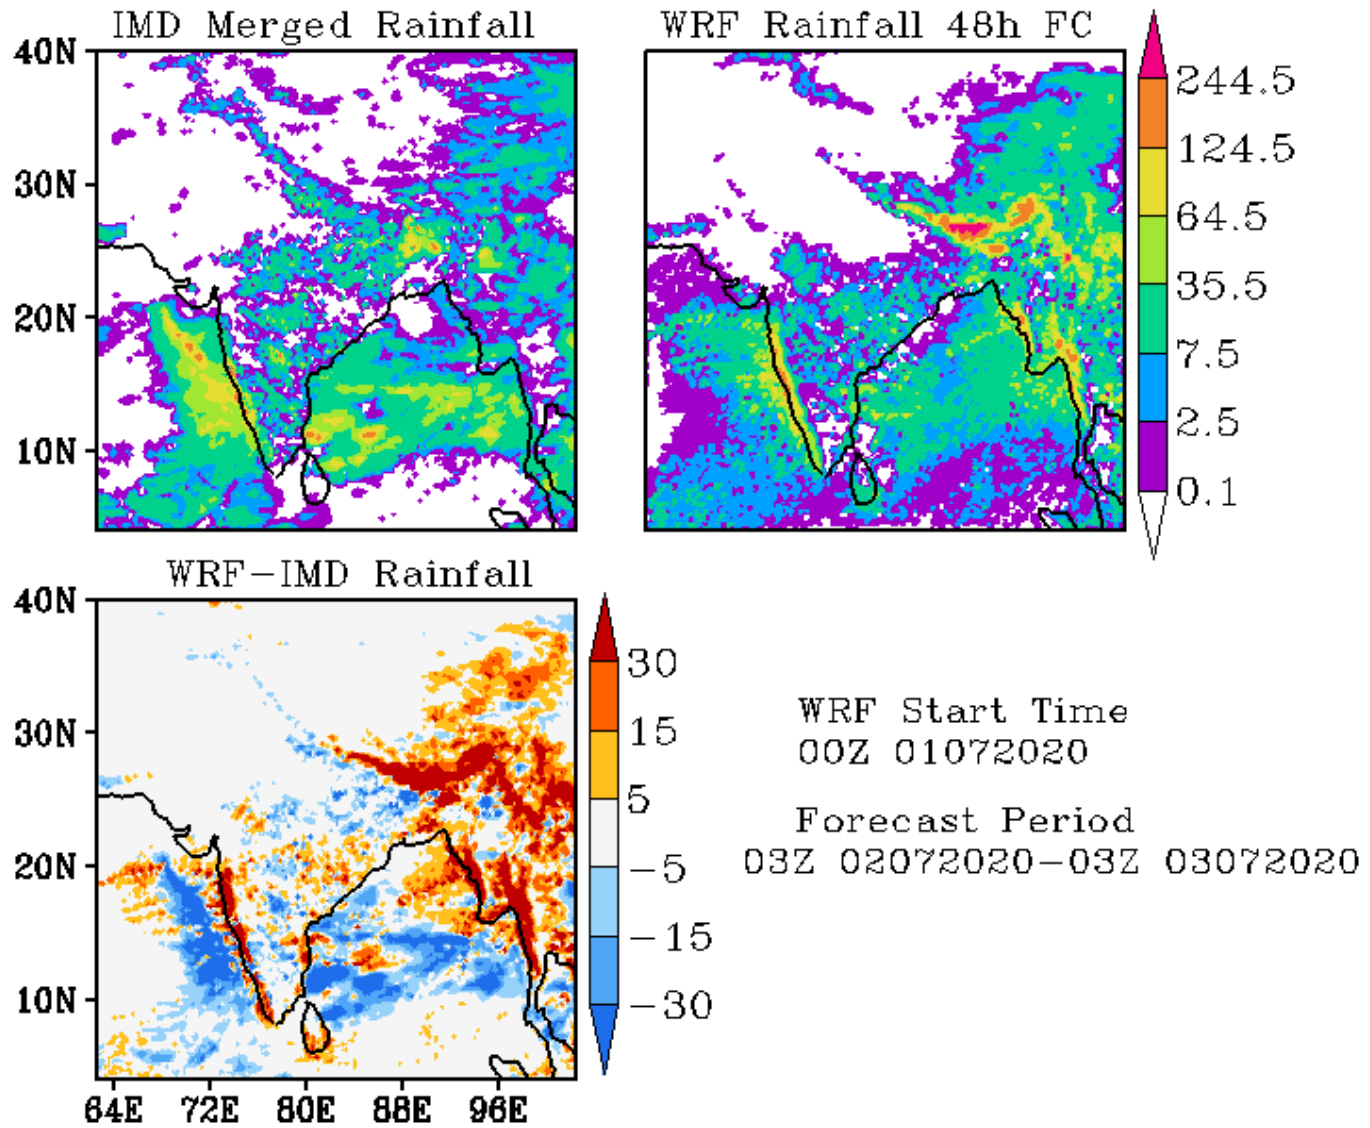 IMD Merged Rainfall
WRF Rainfall 48h FC
40N
30N
20N
10N
244.5
124.5
64.5
35.5
7.5
2.5
0.1
WRF-IMD Rainfall
40N
30N
20N
10N
64E 72E 80E 88E 96E
30
15
5
-5
-15
-30
WRF Start Time
00Z 01072020
Forecast Period
03Z 02072020-03Z 03072020